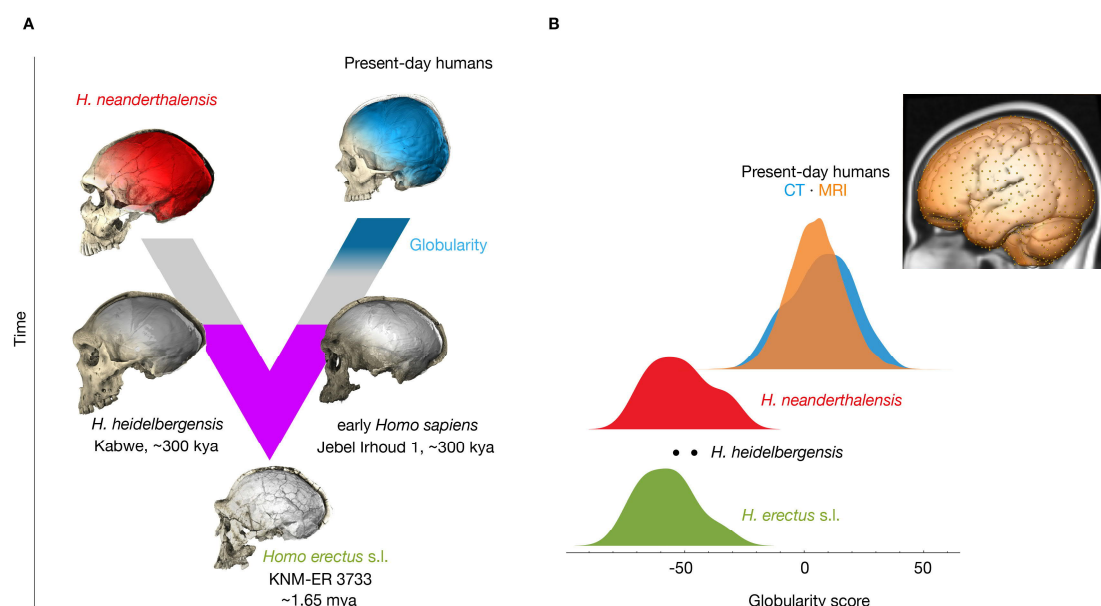 A
B
Present-day humans
H. neanderthalensis
Globularity
Time
H. heidelbergensis
Kabwe, ~300 kya
early Homo sapiens
Jebel Irhoud 1, ~300 kya
Homo erectus s.l.
KNM-ER 3733
~1.65 mya
Present-day humans
CT · MRI
H. neanderthalensis
H. heidelbergensis
H. erectus s.l.
-50
0
50
Globularity score